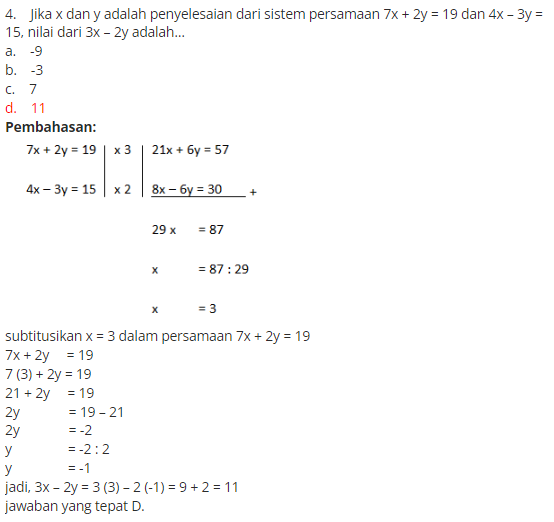 4. Jika x dan y adalah penyelesaian dari sistem persamaan 7x + 2y = 19 dan 4x – 3y =
15, nilai dari 3x – 2y adalah...
a. -9
b. -3
c. 7
d. 11
Pembahasan:
7x + 2y = 19 | x 3 | 21x + 6y = 57
4x – 3y = 15 | x 2 | 8x – 6y = 30 +
29 x = 87
x = 87 : 29
x = 3
subtitusikan x = 3 dalam persamaan 7x + 2y = 19
7x + 2y = 19
7 (3) + 2y = 19
21 + 2y = 19
2y = 19 – 21
2y = -2
y = -2 : 2
y = -1
jadi, 3x – 2y = 3 (3) – 2 (-1) = 9 + 2 = 11
jawaban yang tepat D.